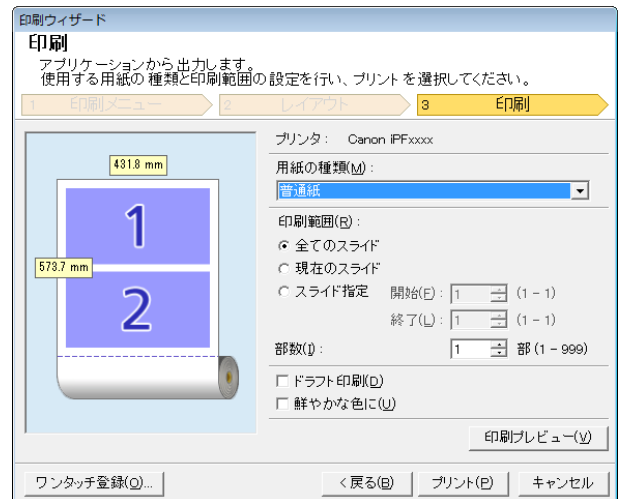 印刷ウィザード
印刷
アプリケーションから出力します。
使用する用紙の種類と印刷範囲の設定を行い、プリントを選択してください。
1 印刷メニュー 2 レイアウト 3 印刷
プリンタ： Canon iPFxxxx
431.8 mm
用紙の種類(M)：
普通紙
1
印刷範囲(R)：
全てのスライド
573.7 mm
現在のスライド
2
スライド指定 開始(F)： 1 (1 - 1)
終了(L)： 1 (1 - 1)
部数(I)： 1 部 (1 - 999)
ドラフト印刷(D)
鮮やかな色に(U)
印刷プレビュー(V)
ワンタッチ登録(O)... < 戻る(B) プリント(P) キャンセル